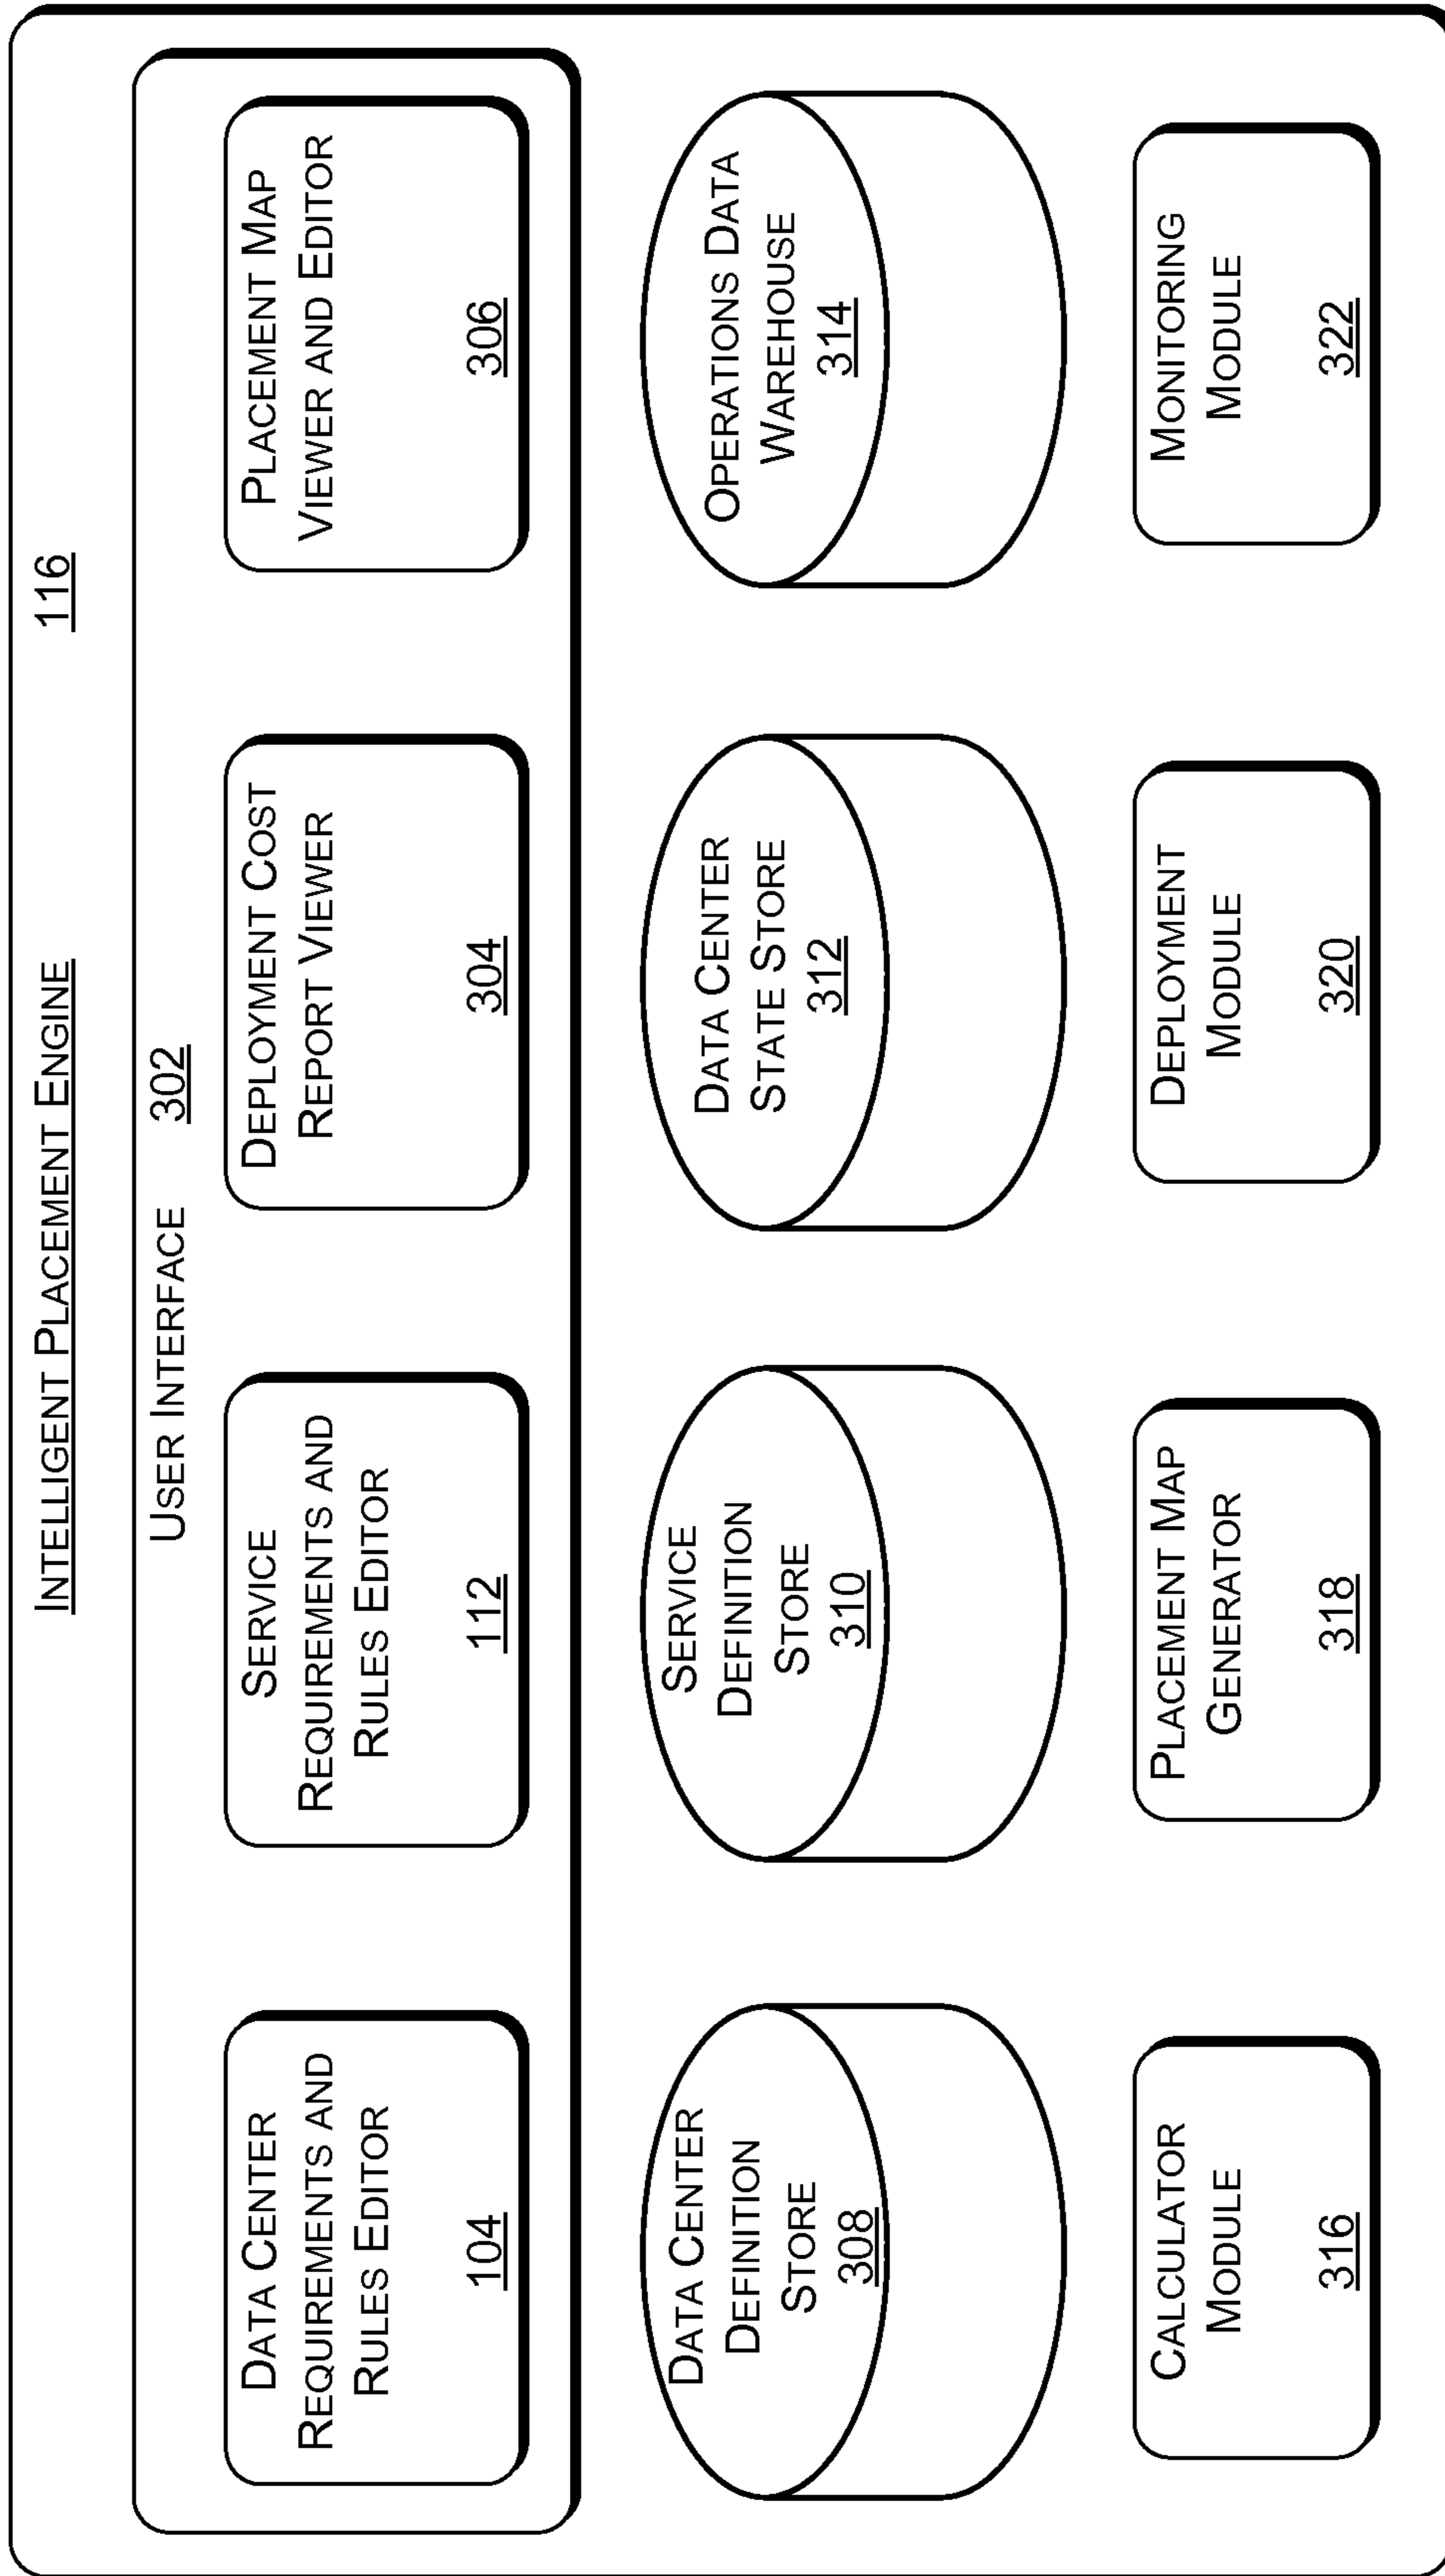 INTELLIGENT PLACEMENT ENGINE 116
USER INTERFACE 302
DATA CENTER
REQUIREMENTS AND
RULES EDITOR
104
SERVICE
REQUIREMENTS AND
RULES EDITOR
112
DEPLOYMENT COST
REPORT VIEWER
304
PLACEMENT MAP
VIEWER AND EDITOR
306
DATA CENTER
DEFINITION
STORE
308
SERVICE
DEFINITION
STORE
310
DATA CENTER
STATE STORE
312
OPERATIONS DATA
WAREHOUSE
314
CALCULATOR
MODULE
316
PLACEMENT MAP
GENERATOR
318
DEPLOYMENT
MODULE
320
MONITORING
MODULE
322